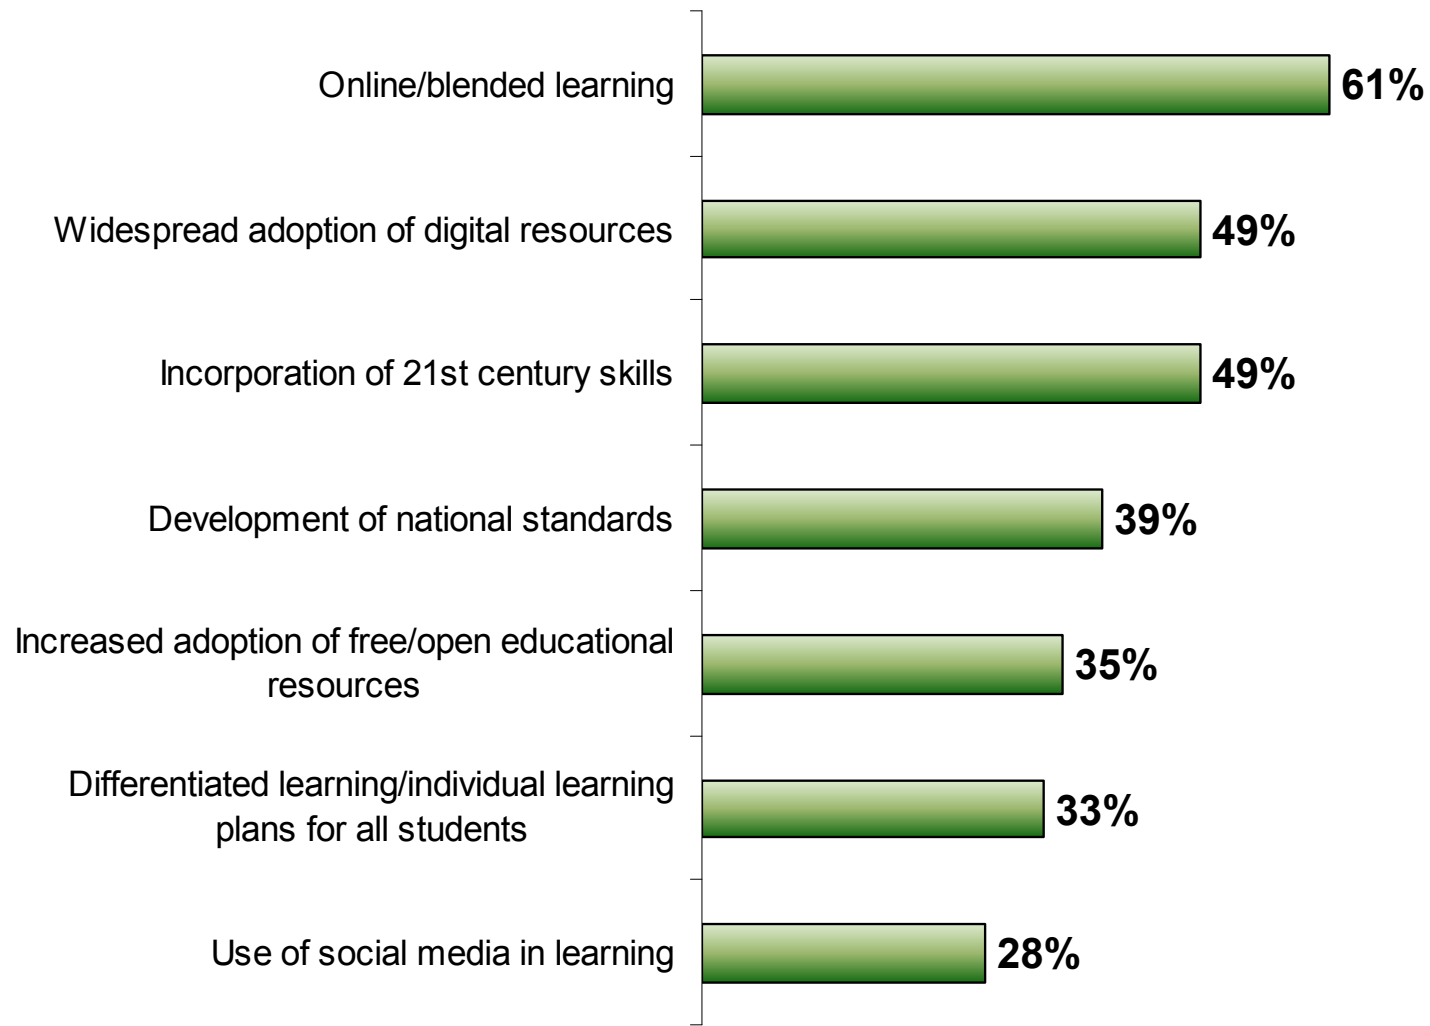 Online/blended learning 61%
Widespread adoption of digital resources 49%
Incorporation of 21st century skills 49%
Development of national standards 39%
Increased adoption of free/open educational
resources 35%
Differentiated learning/individual learning
plans for all students 33%
Use of social media in learning 28%